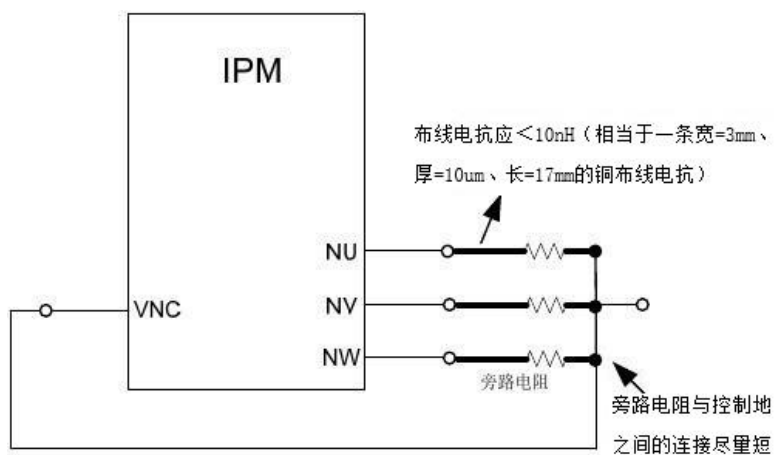 IPM
布线电抗应＜10nH（相当于一条宽=3mm、
厚=10um、长=17mm的铜布线电抗）
NU
VNC
NV
NW
旁路电阻
旁路电阻与控制地
之间的连接尽量短